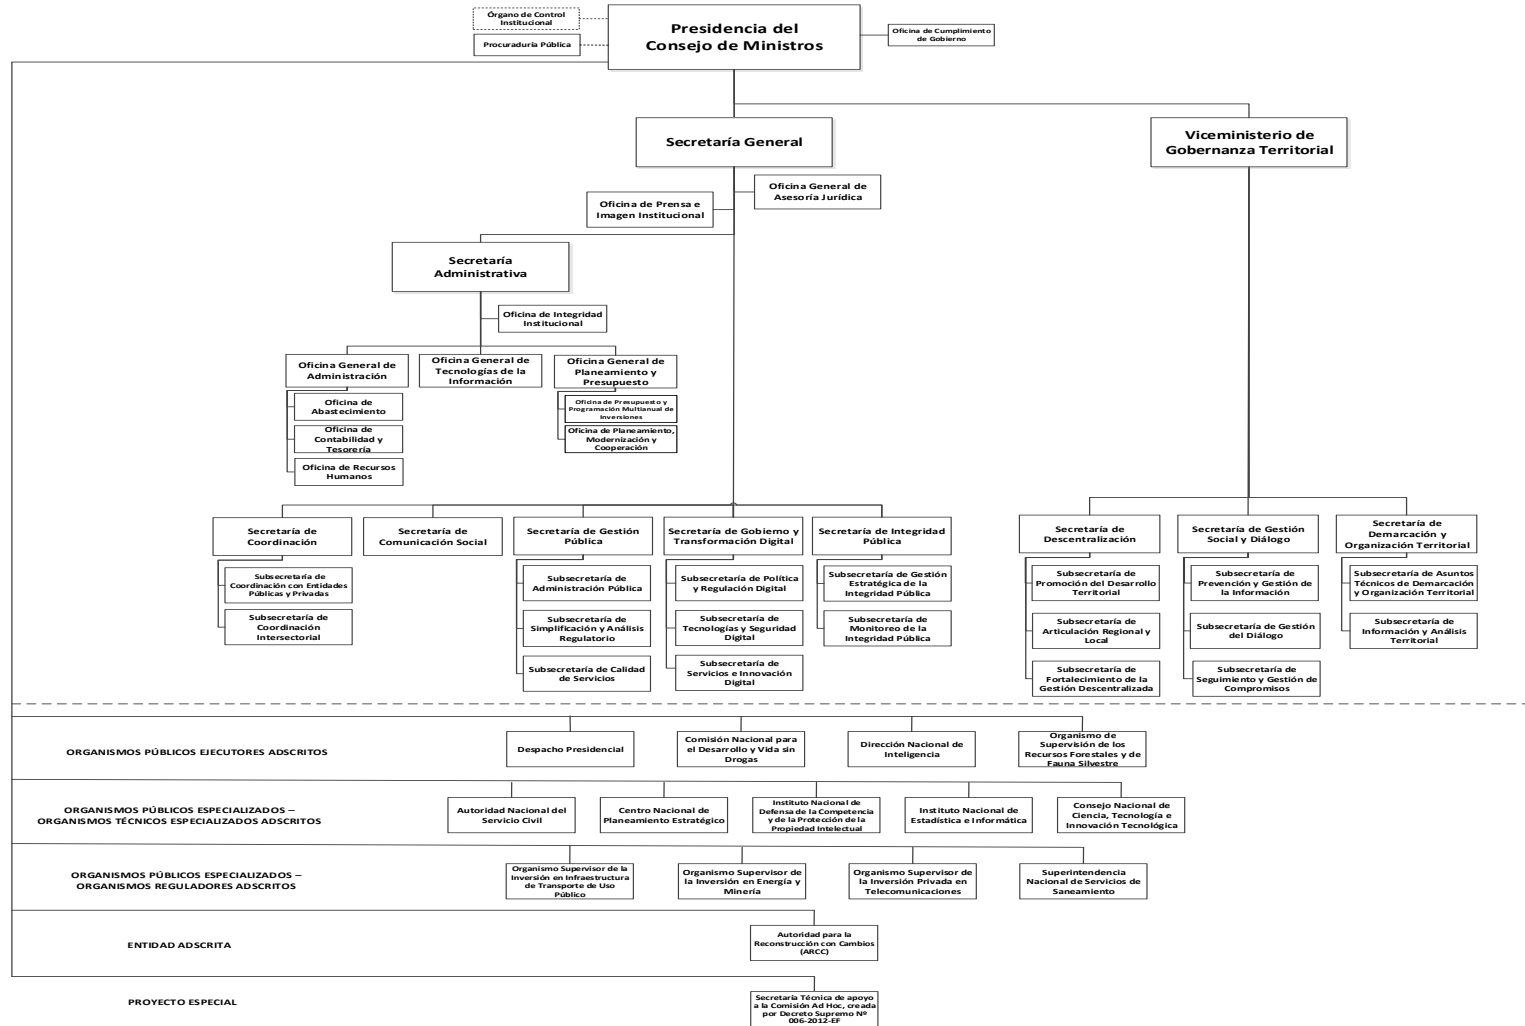 Órgano de Control
Institucional
Procuraduría Pública
Presidencia del
Consejo de Ministros
Oficina de Cumplimiento
de Gobierno
Secretaría General
Viceministerio de
Gobernanza Territorial
Oficina General de
Asesoría Jurídica
Oficina de Prensa e
Imagen Institucional
Secretaría
Administrativa
Oficina de Integridad
Institucional
Oficina General de
Administración
Oficina General de
Tecnologías de la
Información
Oficina General de
Planeamiento y
Presupuesto
Oficina de
Abastecimiento
Oficina de
Contabilidad y
Tesorería
Oficina de Recursos
Humanos
Oficina de Presupuesto y
Programación Multianual de
Inversiones
Oficina de Planeamiento,
Modernización y
Cooperación
Secretaría de
Coordinación
Secretaría de
Comunicación Social
Secretaría de Gestión
Pública
Secretaría de Gobierno y
Transformación Digital
Secretaría de Integridad
Pública
Secretaría de
Descentralización
Secretaría de Gestión
Social y Diálogo
Secretaría de
Demarcación y
Organización Territorial
Subsecretaría de
Coordinación con Entidades
Públicas y Privadas
Subsecretaría de
Coordinación
Intersectorial
Subsecretaría de
Administración Pública
Subsecretaría de
Simplificación y Análisis
Regulatorio
Subsecretaría de Calidad
de Servicios
Subsecretaría de Política
y Regulación Digital
Subsecretaría de
Tecnologías y Seguridad
Digital
Subsecretaría de
Servicios e Innovación
Digital
Subsecretaría de Gestión
Estratégica de la
Integridad Pública
Subsecretaría de
Monitoreo de la
Integridad Pública
Subsecretaría de
Promoción del Desarrollo
Territorial
Subsecretaría de
Articulación Regional y
Local
Subsecretaría de
Fortalecimiento de la
Gestión Descentralizada
Subsecretaría de
Prevención y Gestión de
la Información
Subsecretaría de Gestión
del Diálogo
Subsecretaría de
Seguimiento y Gestión de
Compromisos
Subsecretaría de Asuntos
Técnicos de Demarcación
y Organización Territorial
Subsecretaría de
Información y Análisis
Territorial
ORGANISMOS PÚBLICOS EJECUTORES ADSCRITOS
Despacho Presidencial
Comisión Nacional para
el Desarrollo y Vida sin
Drogas
Dirección Nacional de
Inteligencia
Organismo de
Supervisión de los
Recursos Forestales y de
Fauna Silvestre
ORGANISMOS PÚBLICOS ESPECIALIZADOS –
ORGANISMOS TÉCNICOS ESPECIALIZADOS ADSCRITOS
Autoridad Nacional del
Servicio Civil
Centro Nacional de
Planeamiento Estratégico
Instituto Nacional de
Defensa de la Competencia
y de la Protección de la
Propiedad Intelectual
Instituto Nacional de
Estadística e Informática
Consejo Nacional de
Ciencia, Tecnología e
Innovación Tecnológica
ORGANISMOS PÚBLICOS ESPECIALIZADOS –
ORGANISMOS REGULADORES ADSCRITOS
Organismo Supervisor de la
Inversión en Infraestructura
de Transporte de Uso
Público
Organismo Supervisor de
la Inversión en Energía y
Minería
Organismo Supervisor de
la Inversión Privada en
Telecomunicaciones
Superintendencia
Nacional de Servicios de
Saneamiento
ENTIDAD ADSCRITA
Autoridad para la
Reconstrucción con Cambios
(ARCC)
PROYECTO ESPECIAL
Secretaría Técnica de apoyo
a la Comisión Ad Hoc, creada
por Decreto Supremo Nº
006-2012-EF